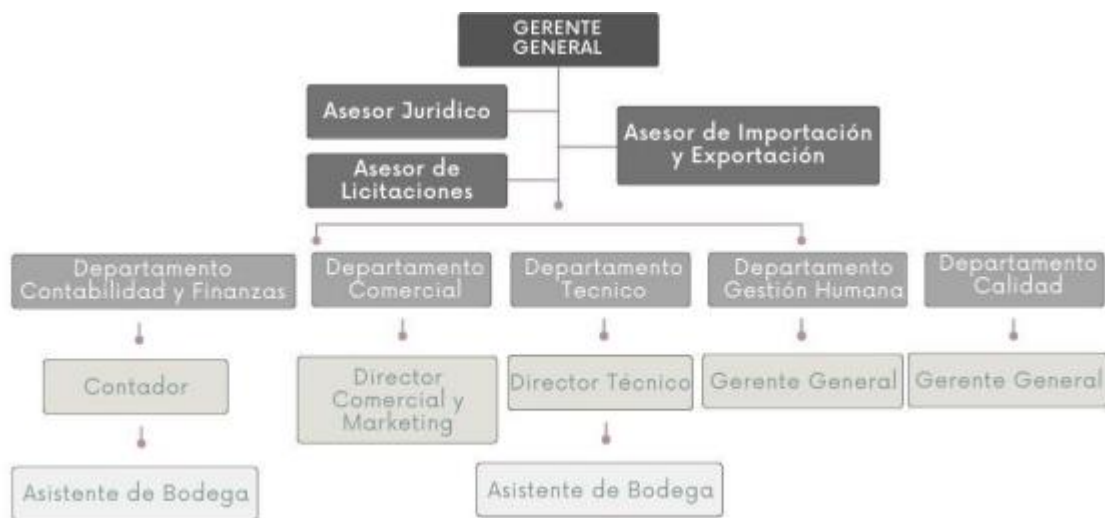 GERENTE
GENERAL
Asesor Juridico
Asesor de Importación
y Exportación
Asesor de
Licitaciones
Departamento
Contabilidad y Finanzas
Departamento
Comercial
Departamento
Tecnico
Departamento
Gestión Humana
Departamento
Calidad
Contador
Director
Comercial y
Marketing
Director Técnico
Gerente General
Gerente General
Asistente de Bodega
Asistente de Bodega